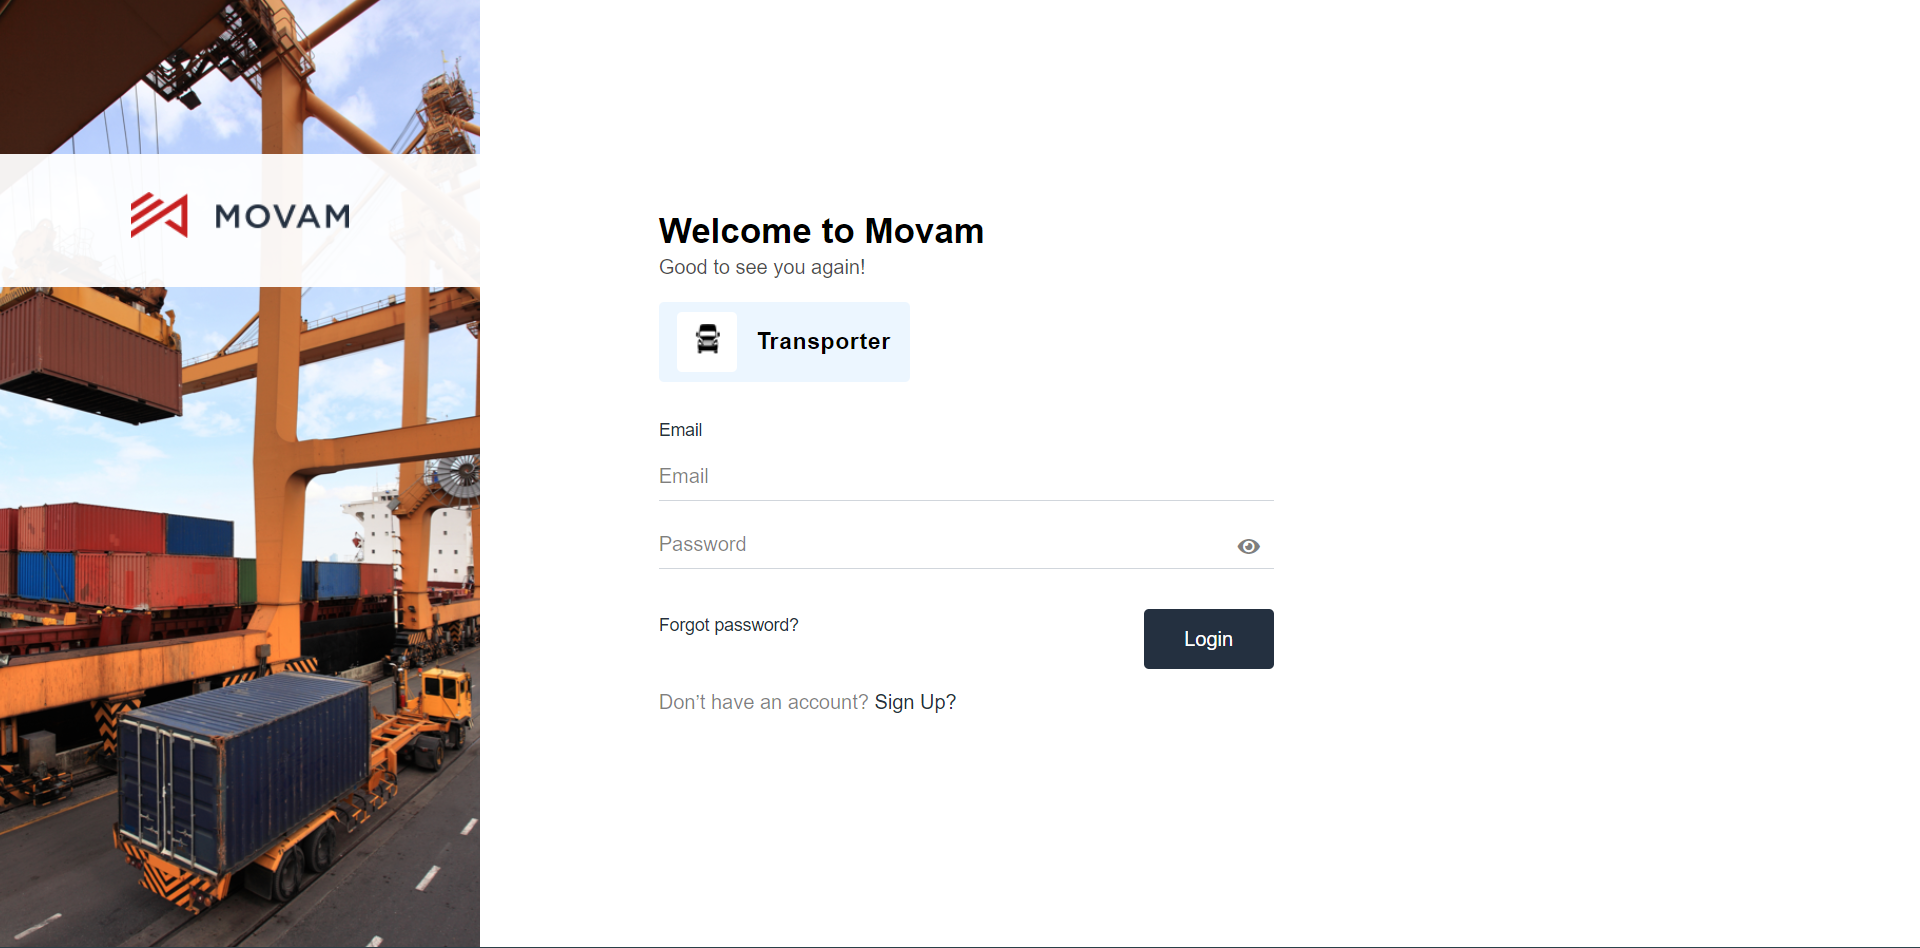 MOVAM
Welcome to Movam
Good to see you again!
Transporter
Email
Email
Password
Forgot password?
Login
Don’t have an account? Sign Up?